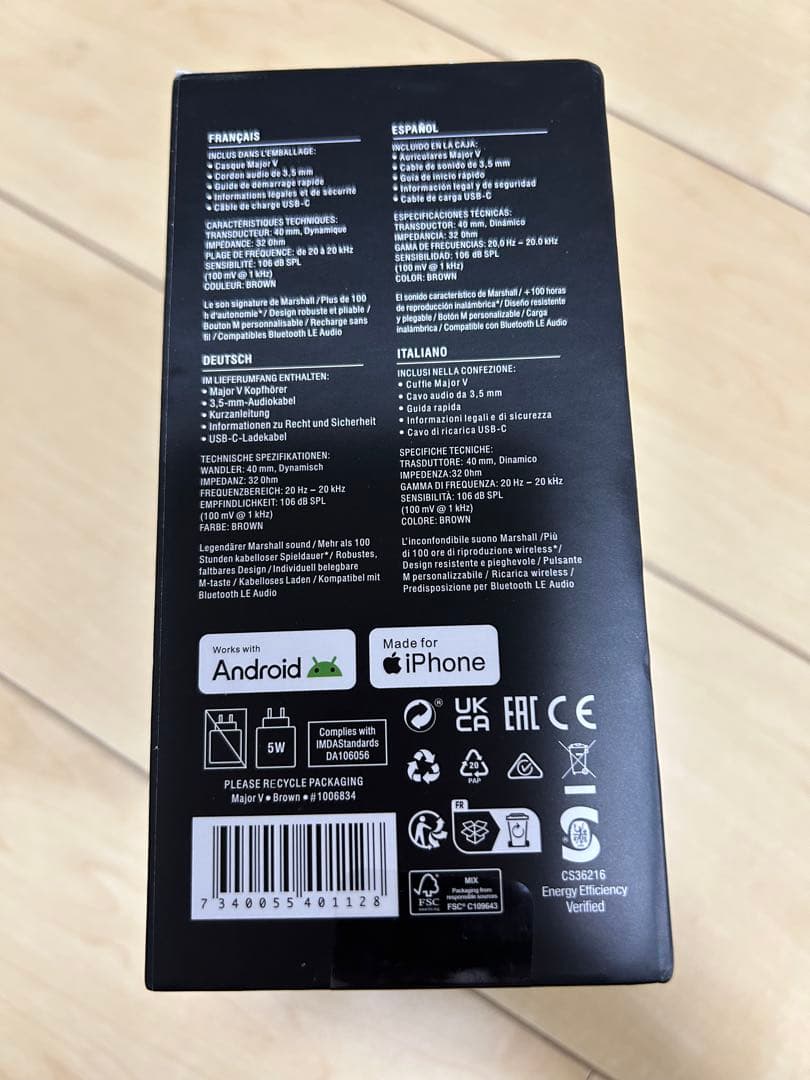 FRANÇAIS
INCLUS DANS L'EMBALLAGE:
• Casque Major V
• Cordon audio de 3,5 mm
• Guide de démarrage rapide
• Informations légales et de sécurité
• Câble de charge USB-C
CARACTÉRISTIQUES TECHNIQUES:
TRANSDUCTEUR: 40 mm, Dynamique
IMPÉDANCE: 32 Ohm
PLAGE DE FRÉQUENCE: de 20 à 20 kHz
SENSIBILITÉ: 106 dB SPL
(100 mV @ 1 kHz)
COULEUR: BROWN
Le son signature de Marshall / Plus de 100
h d'autonomie* / Design robuste et pliable /
Bouton M personnalisable / Recharge sans
fil / Compatibles Bluetooth LE Audio
ESPAÑOL
INCLUIDO EN LA CAJA:
• Auriculares Major V
• Cable de sonido de 3,5 mm
• Guía de inicio rápido
• Información legal y de seguridad
• Cable de carga USB-C
ESPECIFICACIONES TÉCNICAS:
TRANSDUCTOR: 40 mm, Dinámico
IMPEDANCIA: 32 Ohm
GAMA DE FRECUENCIAS: 20,0 Hz – 20.0 kHz
SENSIBILIDAD: 106 dB SPL
(100 mV @ 1 kHz)
COLOR: BROWN
El sonido característico de Marshall / +100 horas
de reproducción inalámbrica* / Diseño resistente
y plegable / Botón M personalizable / Carga
inalámbrica / Compatible con Bluetooth LE Audio
DEUTSCH
IM LIEFERUMFANG ENTHALTEN:
• Major V Kopfhörer
• 3,5-mm-Audiokabel
• Kurzanleitung
• Informationen zu Recht und Sicherheit
• USB-C-Ladekabel
TECHNISCHE SPEZIFIKATIONEN:
WANDLER: 40 mm, Dynamisch
IMPEDANZ: 32 Ohm
FREQUENZBEREICH: 20 Hz – 20 kHz
EMPFINDLICHKEIT: 106 dB SPL
(100 mV @ 1 kHz)
FARBE: BROWN
Legendärer Marshall sound / Mehr als 100
Stunden kabelloser Spieldauer* / Robustes,
faltbares Design / Individuell belegbare
M-taste / Kabelloses Laden / Kompatibel mit
Bluetooth LE Audio
ITALIANO
INCLUSI NELLA CONFEZIONE:
• Cuffie Major V
• Cavo audio da 3,5 mm
• Guida rapida
• Informazioni legali e di sicurezza
• Cavo di ricarica USB-C
SPECIFICHE TECNICHE:
TRASDUTTORE: 40 mm, Dinamico
IMPEDENZA: 32 Ohm
GAMMA DI FREQUENZA: 20 Hz – 20 kHz
SENSIBILITÀ: 106 dB SPL
(100 mV @ 1 kHz)
COLORE: BROWN
L'inconfondibile suono Marshall / Più
di 100 ore di riproduzione wireless* /
Design resistente e pieghevole / Pulsante
M personalizzabile / Ricarica wireless /
Predisposizione per Bluetooth LE Audio
Works with
Android
Made for
iPhone
5W
Complies with
IMDAStandards
DA106056
PLEASE RECYCLE PACKAGING
Major V • Brown • #1006834
7 340055 401128
UK
CA
EAC
CE
20
PAP
FR
FSC
MIX
Packaging from
responsible sources
FSC® C109643
CS36216
Energy Efficiency
Verified